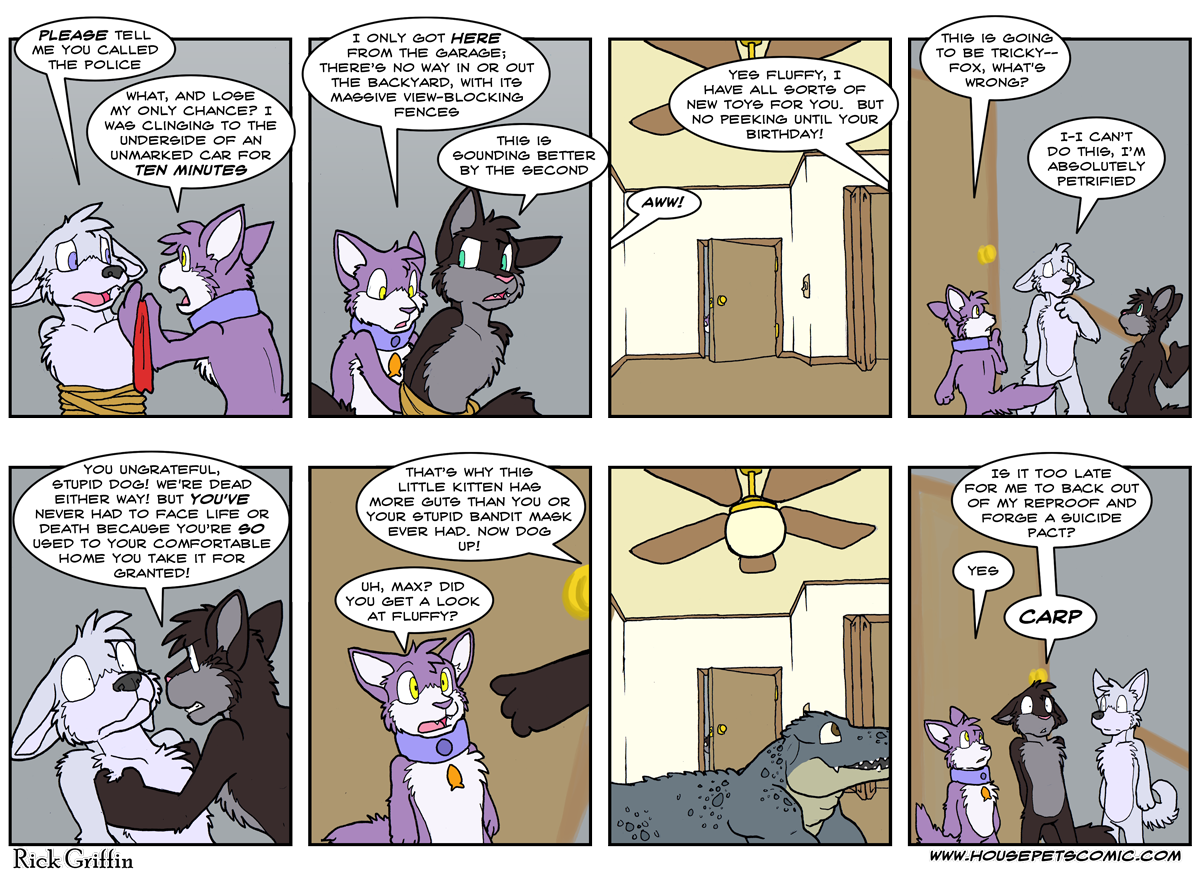 PLEASE TELL
ME YOU CALLED
THE POLICE
WHAT, AND LOSE
MY ONLY CHANCE? I
WAS CLINGING TO THE
UNDERSIDE OF AN
UNMARKED CAR FOR
TEN MINUTES
I ONLY GOT HERE
FROM THE GARAGE;
THERE'S NO WAY IN OR OUT
THE BACKYARD, WITH ITS
MASSIVE VIEW-BLOCKING
FENCES
THIS IS
SOUNDING BETTER
BY THE SECOND
YES FLUFFY, I
HAVE ALL SORTS OF
NEW TOYS FOR YOU. BUT
NO PEEKING UNTIL YOUR
BIRTHDAY!
AWW!
THIS IS GOING
TO BE TRICKY--
FOX, WHAT'S
WRONG?
I-I CAN'T
DO THIS, I'M
ABSOLUTELY
PETRIFIED
YOU UNGRATEFUL,
STUPID DOG! WE'RE DEAD
EITHER WAY! BUT YOU'VE
NEVER HAD TO FACE LIFE OR
DEATH BECAUSE YOU'RE SO
USED TO YOUR COMFORTABLE
HOME YOU TAKE IT FOR
GRANTED!
THAT'S WHY THIS
LITTLE KITTEN HAS
MORE GUTS THAN YOU OR
YOUR STUPID BANDIT MASK
EVER HAD. NOW DOG
UP!
UH, MAX? DID
YOU GET A LOOK
AT FLUFFY?
IS IT TOO LATE
FOR ME TO BACK OUT
OF MY REPROOF AND
FORGE A SUICIDE
PACT?
YES
CARP
Rick Griffin
WWW.HOUSEPETSCOMIC.COM